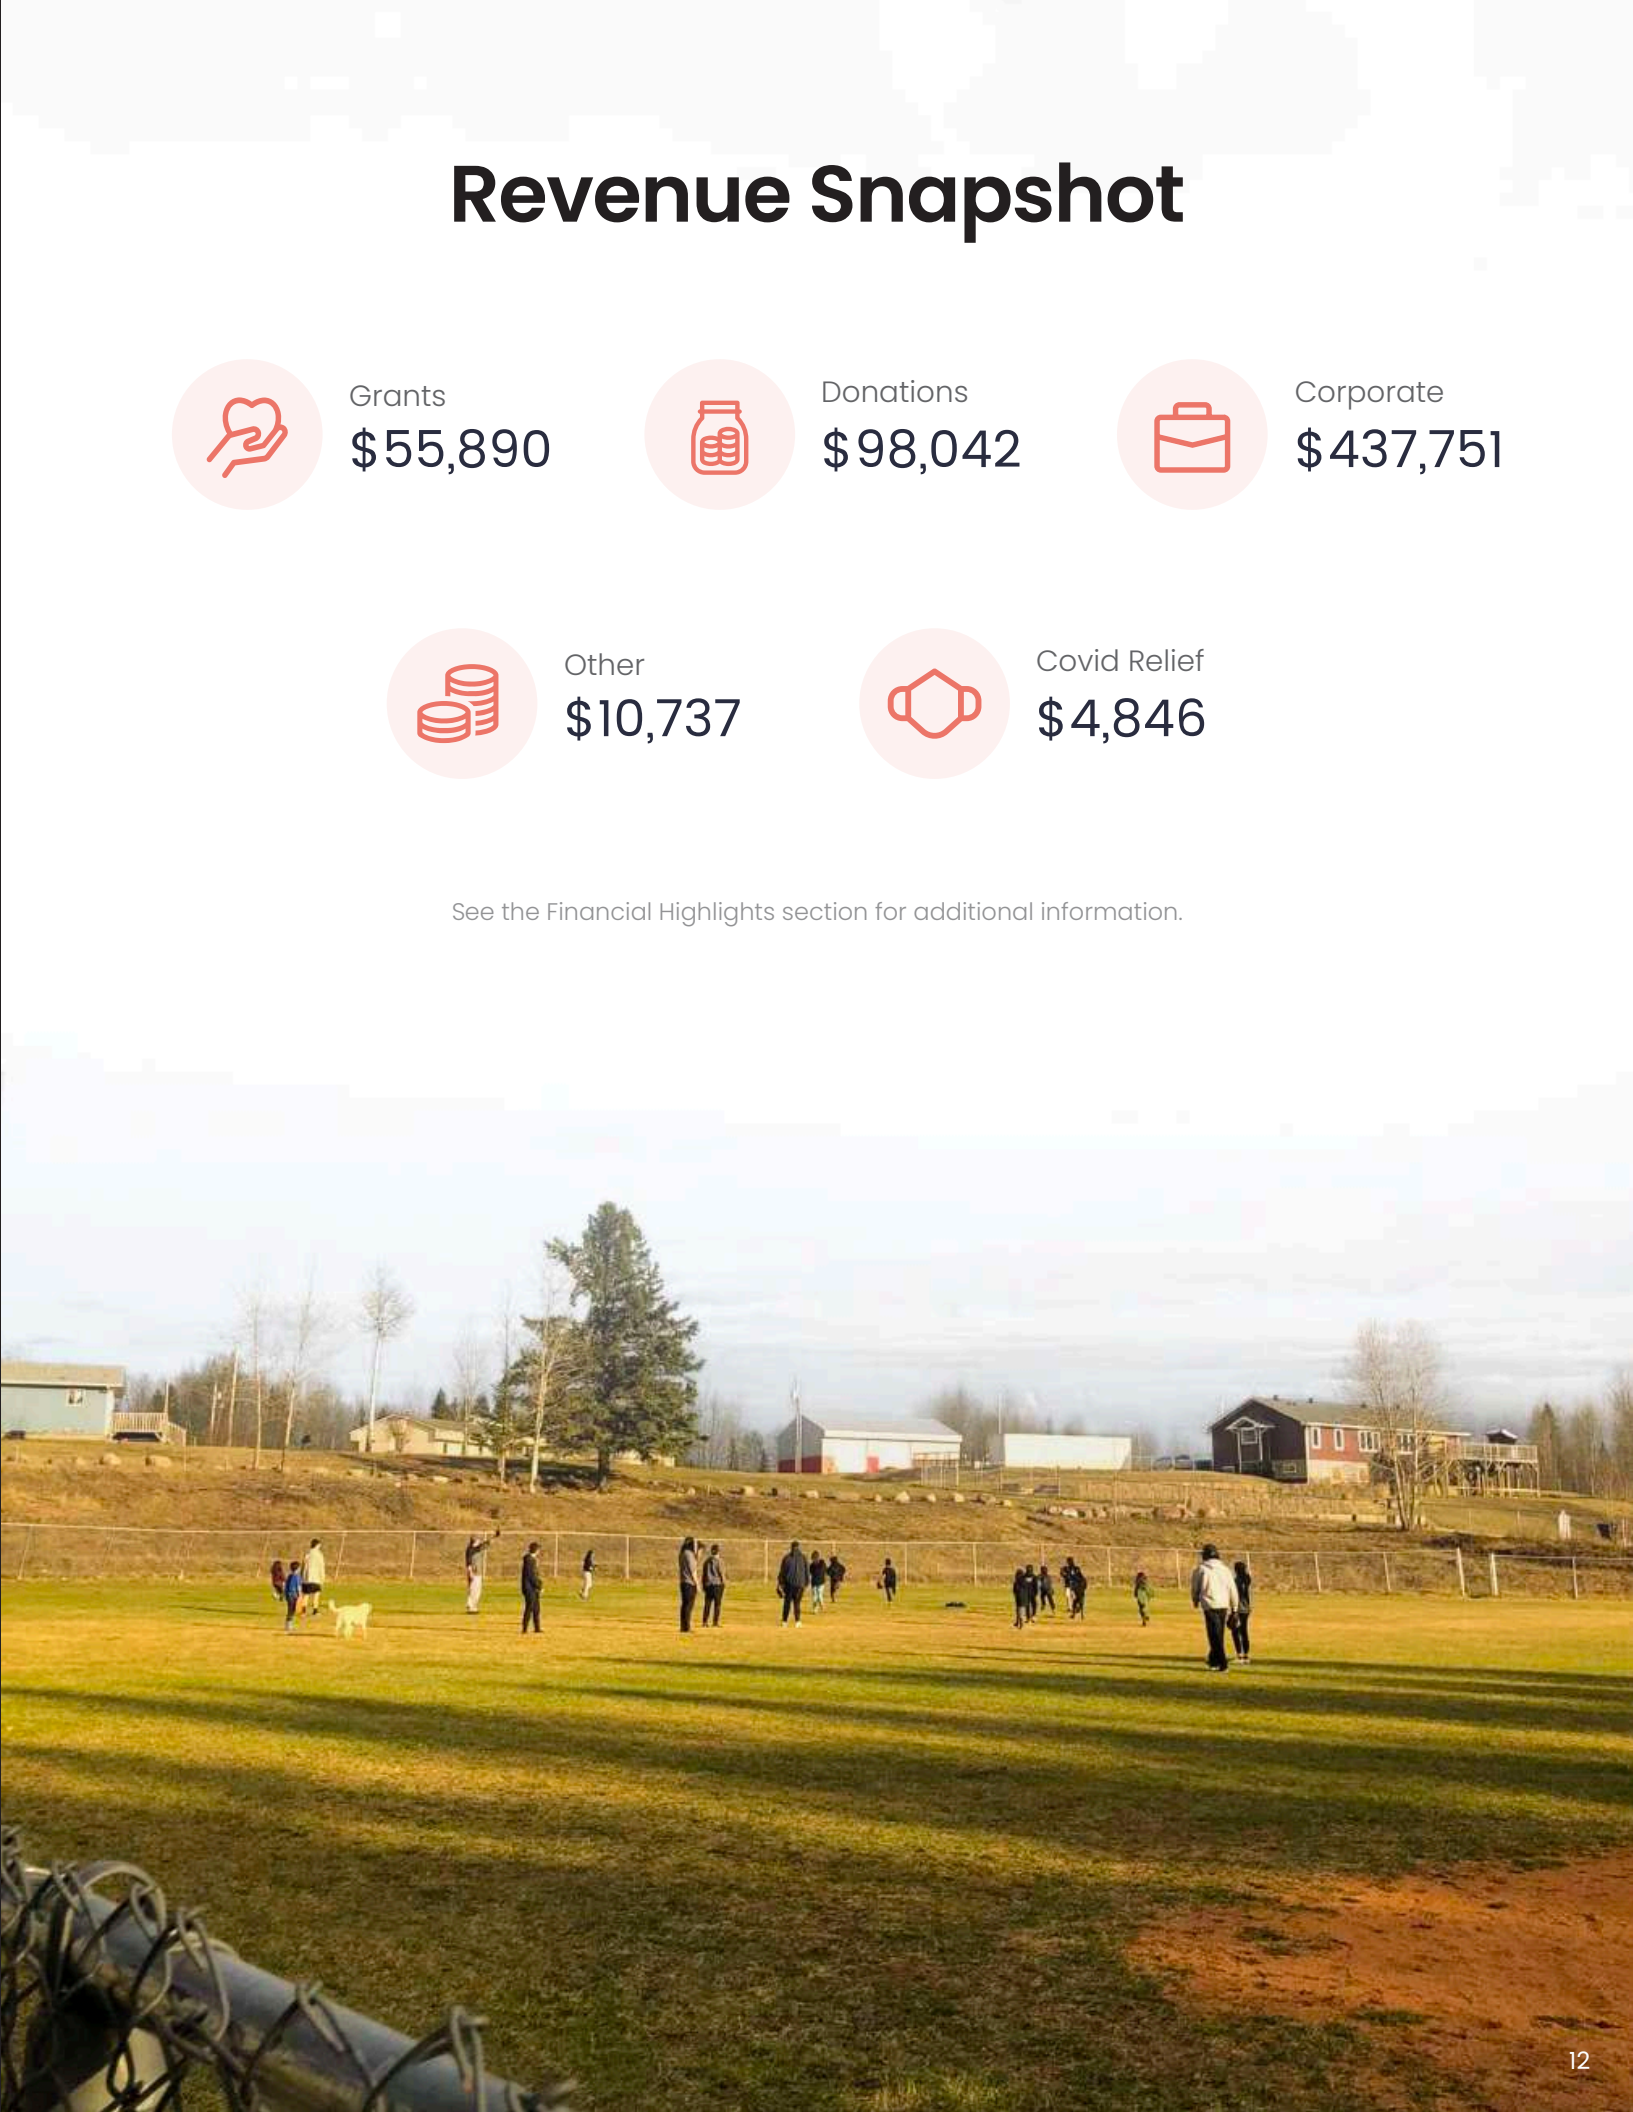 Revenue Snapshot
Grants
$55,890
Donations
$98,042
Corporate
$437,751
Other
$10,737
Covid Relief
$4,846
See the Financial Highlights section for additional information.
12